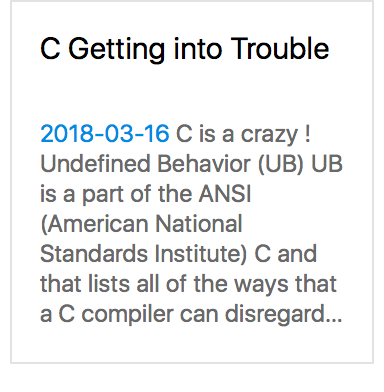 C Getting into Trouble
2018-03-16 C is a crazy !
Undefined Behavior (UB) UB
is a part of the ANSI
(American National
Standards Institute) C and
that lists all of the ways that
a C compiler can disregard...